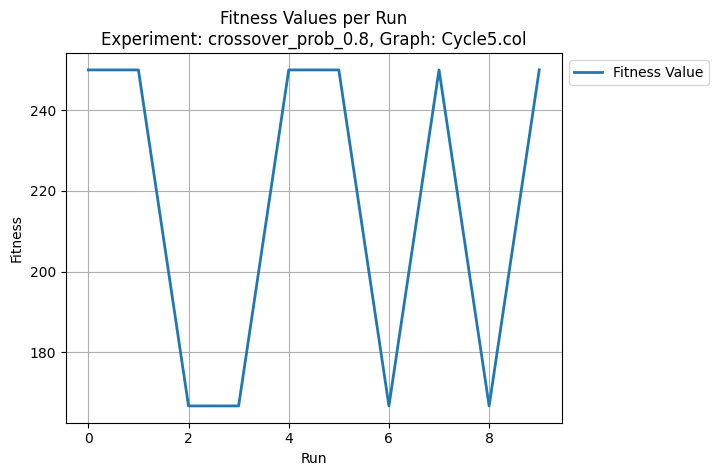 Fitness Values per Run
Experiment: crossover_prob_0.8, Graph: Cycle5.col
Fitness Value
240
220
200
180
Fitness
0 2 4 6 8
Run